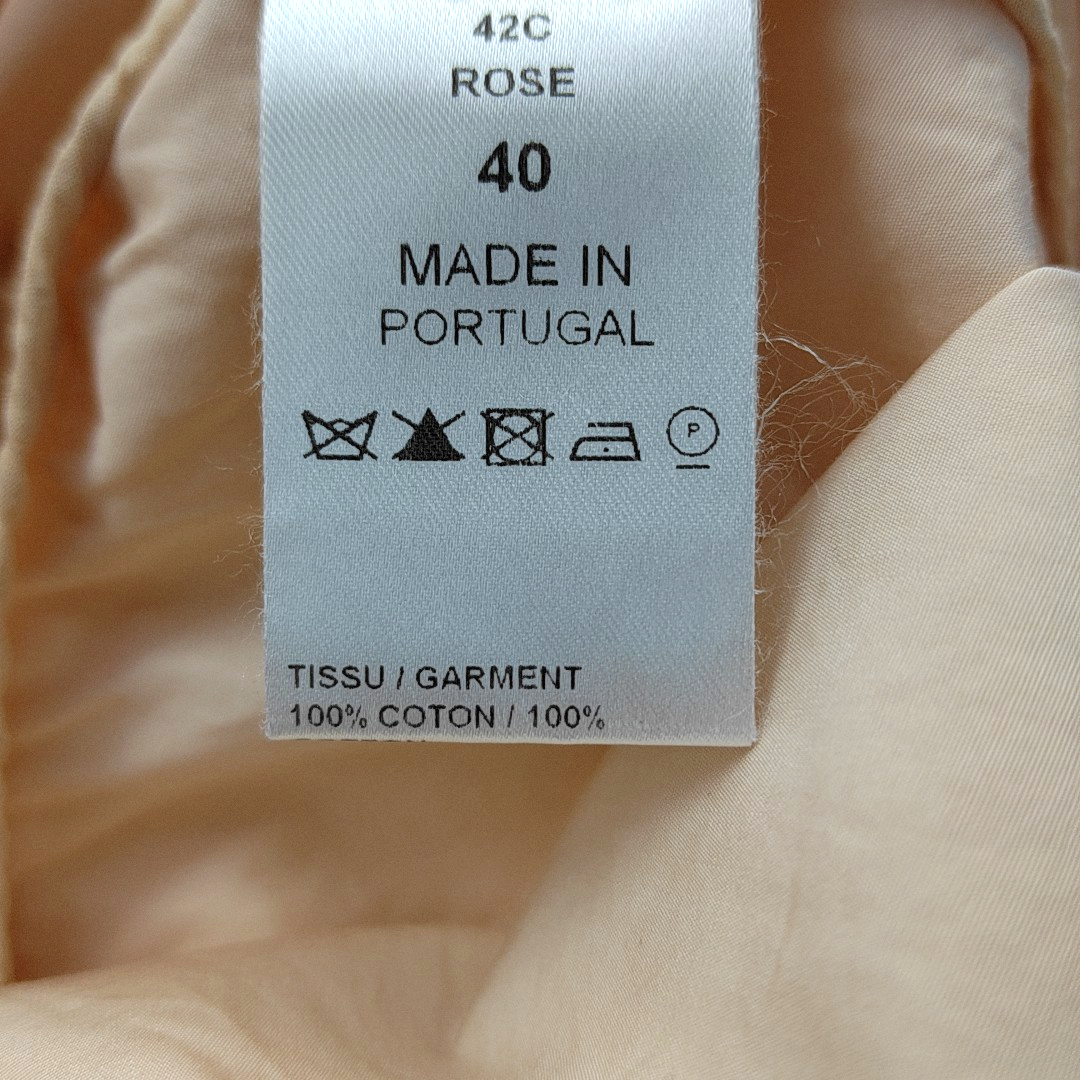 42C
ROSE
40
MADE IN
PORTUGAL
P
TISSU / GARMENT
100% COTON / 100%